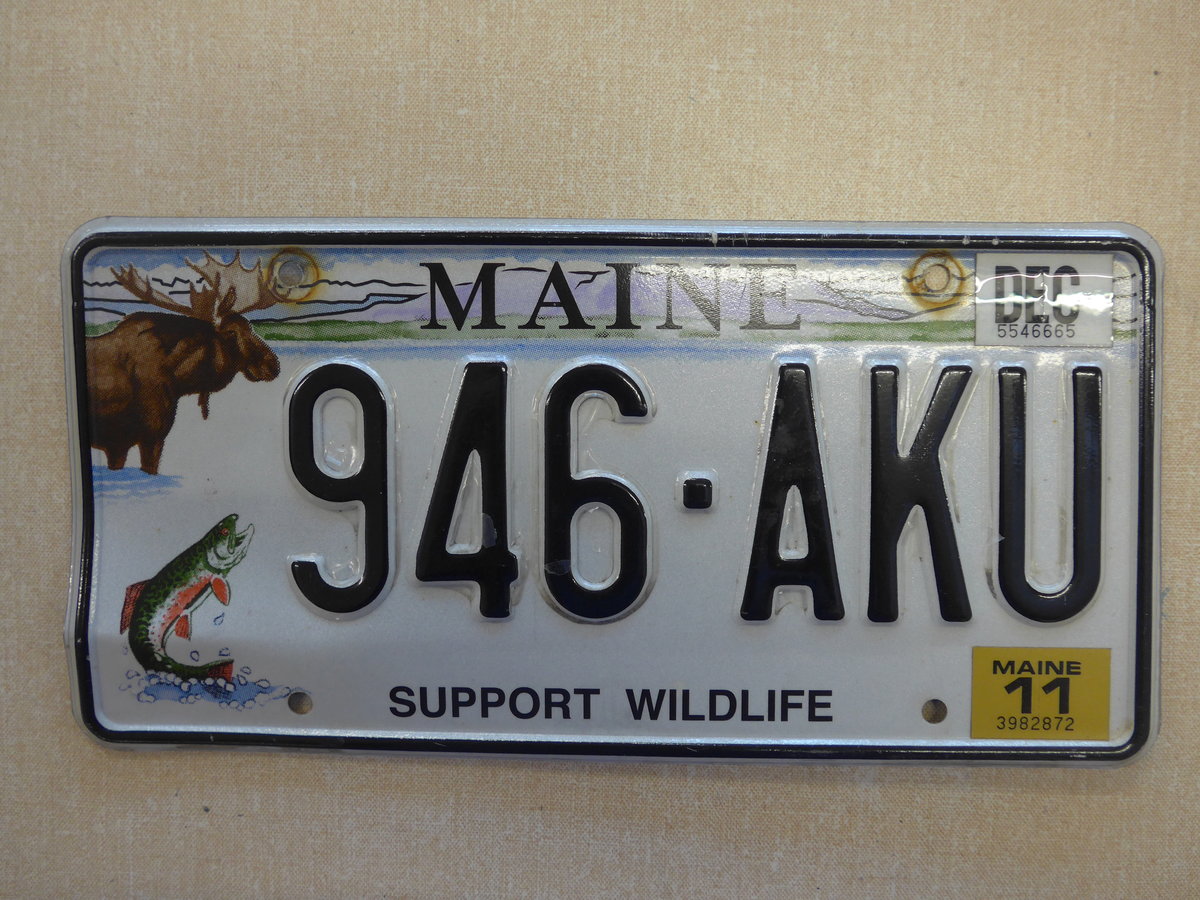 MAINE
DEC
5546665
946·AKU
SUPPORT WILDLIFE
MAINE
11
3982872